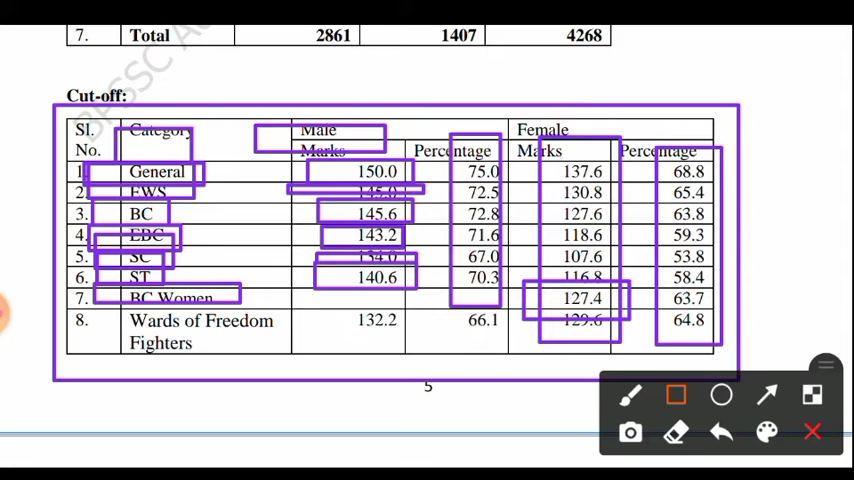 7. Total 2861 1407 4268
BPSSC
Cut-off:
Sl. No. Category Male Female
Marks Percentage Marks Percentage
1. General 150.0 75.0 137.6 68.8
2. EWS 145.0 72.5 130.8 65.4
3. BC 145.6 72.8 127.6 63.8
4. EBC 143.2 71.6 118.6 59.3
5. SC 134.0 67.0 107.6 53.8
6. ST 140.6 70.3 116.8 58.4
7. BC Women 127.4 63.7
8. Wards of Freedom 132.2 66.1 129.6 64.8
Fighters
5